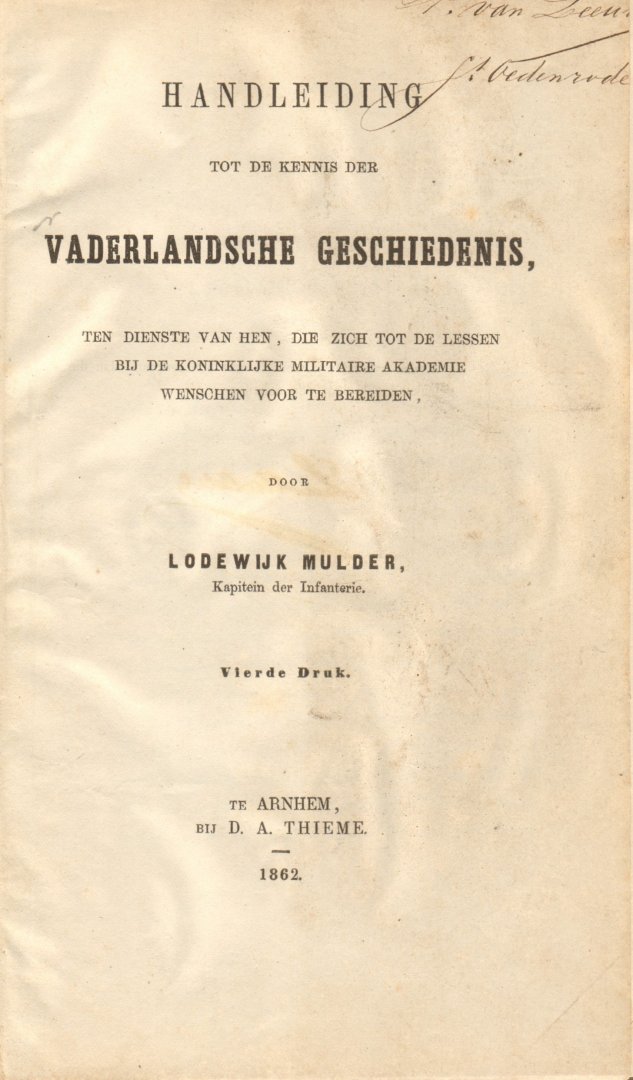 van
St Oedenrode
HANDLEIDING
TOT DE KENNIS DER
VADERLANDSCHE GESCHIEDENIS,
TEN DIENSTE VAN HEN, DIE ZICH TOT DE LESSEN
BIJ DE KONINKLIJKE MILITAIRE AKADEMIE
WENSCHEN VOOR TE BEREIDEN,
DOOR
LODEWIJK MULDER,
Kapitein der Infanterie.
Vierde Druk.
TE ARNHEM,
BIJ D. A. THIEME.
1862.